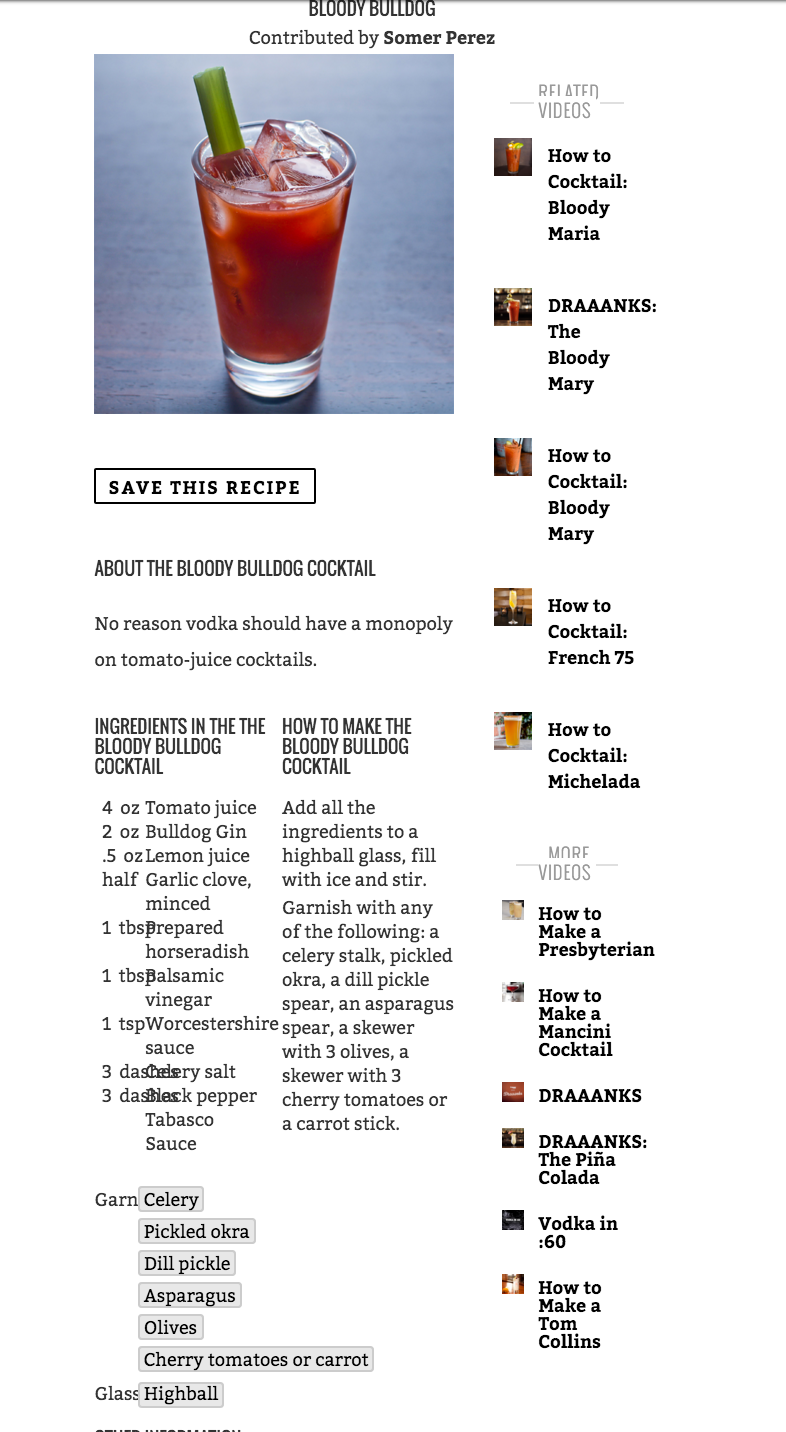 BLOODY BULLDOG
Contributed by Somer Perez
SAVE THIS RECIPE
ABOUT THE BLOODY BULLDOG COCKTAIL
No reason vodka should have a monopoly
on tomato-juice cocktails.
INGREDIENTS IN THE THE
BLOODY BULLDOG
COCKTAIL
4 oz Tomato juice
2 oz Bulldog Gin
.5 oz Lemon juice
half Garlic clove,
minced
1 tbsp Prepared
horseradish
1 tbsp Balsamic
vinegar
1 tsp Worcestershire
sauce
3 dashes Celery salt
3 dashes Black pepper
Tabasco
Sauce
HOW TO MAKE THE
BLOODY BULLDOG
COCKTAIL
Add all the
ingredients to a
highball glass, fill
with ice and stir.
Garnish with any
of the following: a
celery stalk, pickled
okra, a dill pickle
spear, an asparagus
spear, a skewer
with 3 olives, a
skewer with 3
cherry tomatoes or
a carrot stick.
Garn Celery
Pickled okra
Dill pickle
Asparagus
Olives
Cherry tomatoes or carrot
Glass Highball
OTHER INFORMATION
RELATED
VIDEOS
How to
Cocktail:
Bloody
Maria
DRAAANKS:
The
Bloody
Mary
How to
Cocktail:
Bloody
Mary
How to
Cocktail:
French 75
How to
Cocktail:
Michelada
MORE
VIDEOS
How to
Make a
Presbyterian
How to
Make a
Mancini
Cocktail
DRAAANKS
DRAAANKS:
The Piña
Colada
Vodka in
:60
How to
Make a
Tom
Collins